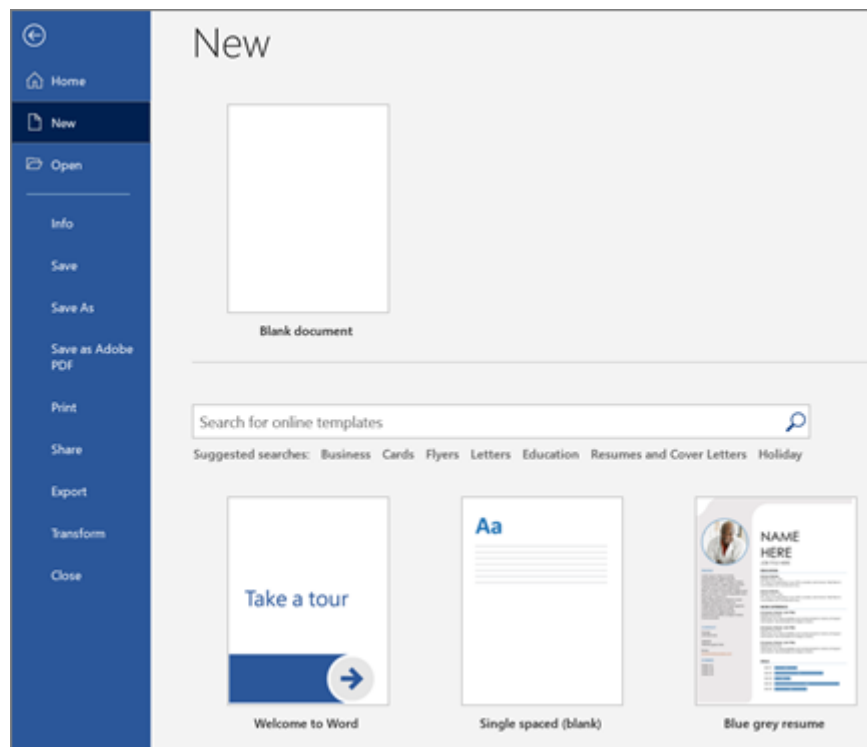 New
Home
New
Open
Info
Save
Save As
Save as Adobe
PDF
Print
Share
Export
Transform
Close
Blank document
Search for online templates
Suggested searches: Business Cards Flyers Letters Education Resumes and Cover Letters Holiday
Take a tour
Welcome to Word
Aa
Single spaced (blank)
NAME
HERE
Blue grey resume